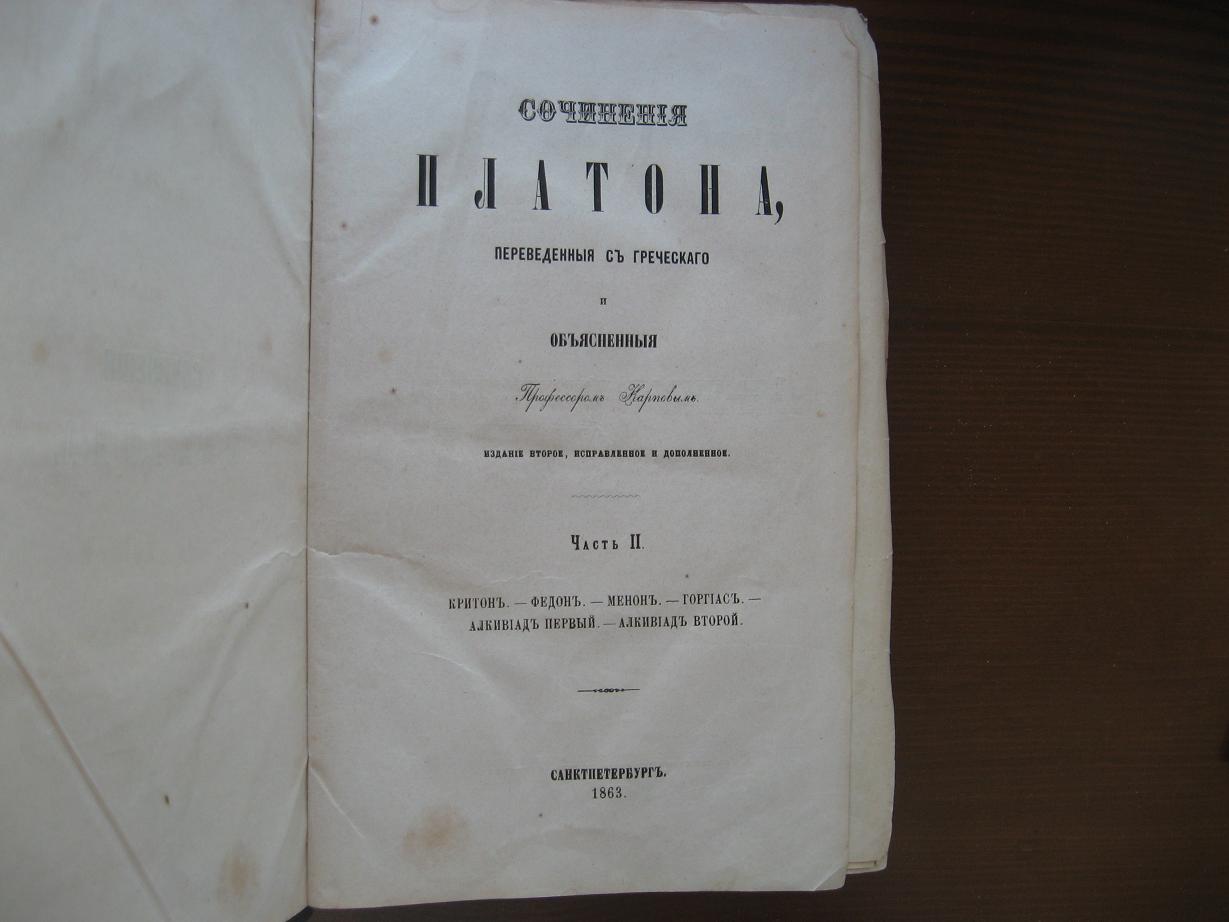 СОЧИНЕНІЯ
ПЛАТОНА,
ПЕРЕВЕДЕННЫЯ СЪ ГРЕЧЕСКАГО
И
ОБЪЯСНЕННЫЯ
Профессоромъ Карповымъ.
ИЗДАНІЕ ВТОРОЕ, ИСПРАВЛЕННОЕ И ДОПОЛНЕННОЕ.
Часть II.
КРИТОНЪ. — ФЕДОНЪ. — МЕНОНЪ. — ГОРГІАСЪ. —
АЛКИВІАДЪ ПЕРВЫЙ. — АЛКИВІАДЪ ВТОРОЙ.
САНКТПЕТЕРБУРГЪ.
1863.